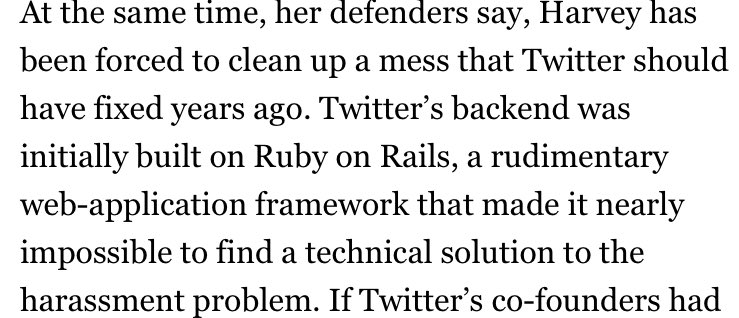 At the same time, her defenders say, Harvey has
been forced to clean up a mess that Twitter should
have fixed years ago. Twitter’s backend was
initially built on Ruby on Rails, a rudimentary
web-application framework that made it nearly
impossible to find a technical solution to the
harassment problem. If Twitter’s co-founders had